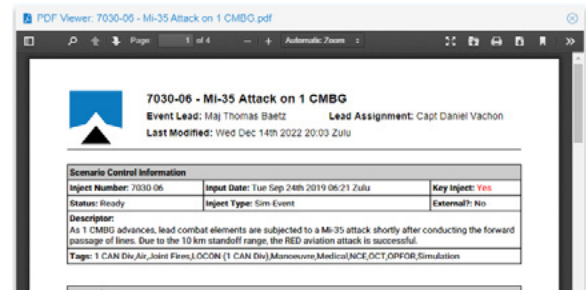 PDF Viewer: 7030-06 - Mi-35 Attack on 1 CMBG.pdf
Page: 1 of 4 Automatic Zoom
7030-06 - Mi-35 Attack on 1 CMBG
Event Lead: Maj Thomas Baetz Lead Assignment: Capt Daniel Vachon
Last Modified: Wed Dec 14th 2022 20:03 Zulu
Scenario Control Information
Inject Number: 7030-06 Input Date: Tue Sep 24th 2019 06:21 Zulu Key Inject: Yes
Status: Ready Inject Type: Sim-Event External?: No
Descriptor:
As 1 CMBG advances, lead combat elements are subjected to a Mi-35 attack shortly after conducting the forward
passage of lines. Due to the 10 km standoff range, the RED aviation attack is successful.
Tags: 1 CAN Div,Air,Joint Fires,LOCON (1 CAN Div),Manoeuvre,Medical,NCE,OCT,OPFOR,Simulation